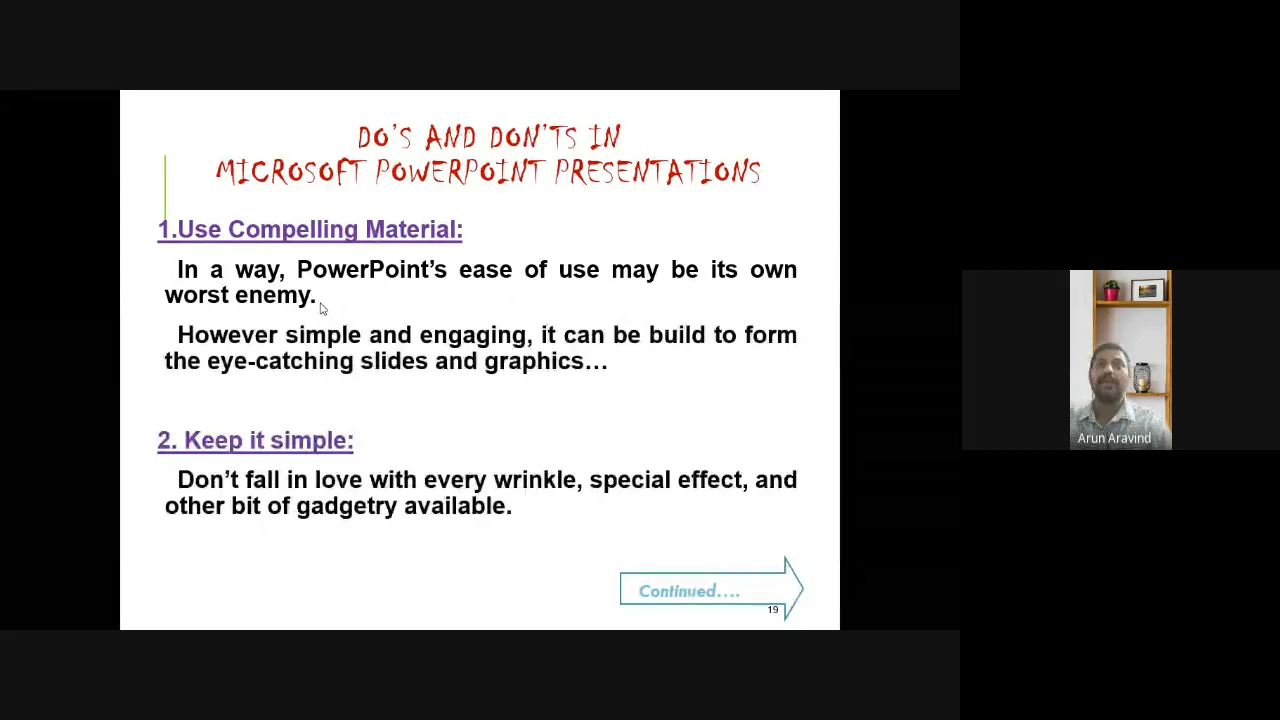 DO'S AND DON'TS IN
MICROSOFT POWERPOINT PRESENTATIONS
1.Use Compelling Material:
In a way, PowerPoint's ease of use may be its own
worst enemy.
However simple and engaging, it can be build to form
the eye-catching slides and graphics…
2. Keep it simple:
Don't fall in love with every wrinkle, special effect, and
other bit of gadgetry available.
Continued….
19
Arun Aravind